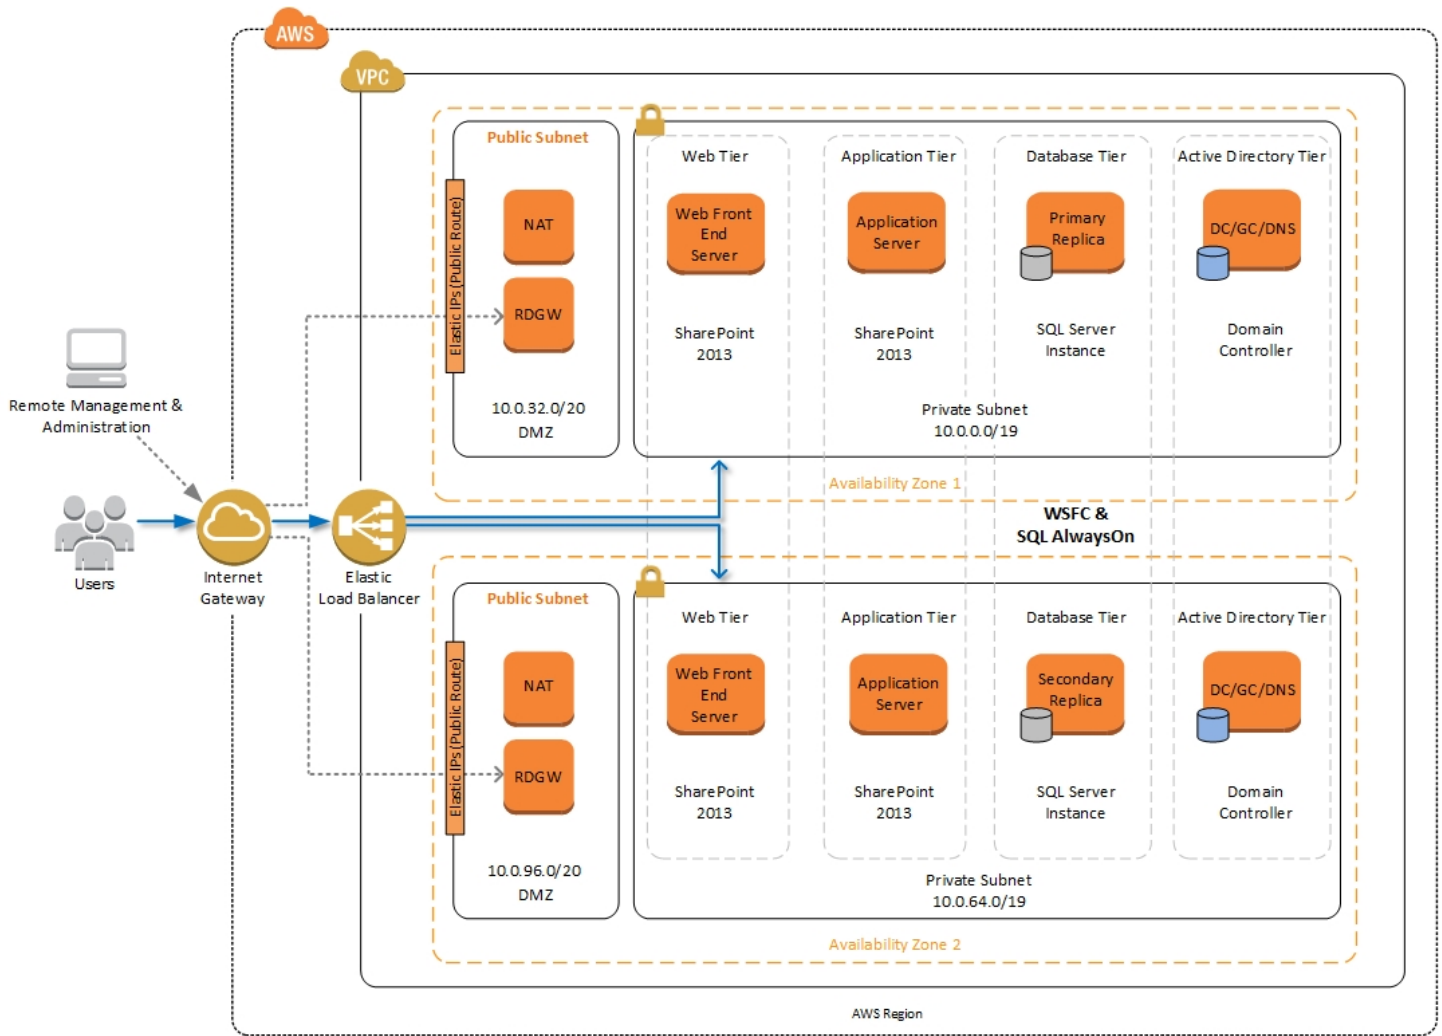 AWS
VPC
Public Subnet
NAT
RDGW
Elastic IPs (Public Route)
10.0.32.0/20
DMZ
Web Tier
Web Front
End
Server
SharePoint
2013
Application Tier
Application
Server
SharePoint
2013
Database Tier
Primary
Replica
SQL Server
Instance
Active Directory Tier
DC/GC/DNS
Domain
Controller
Private Subnet
10.0.0.0/19
Availability Zone 1
Remote Management &
Administration
Users
Internet
Gateway
Elastic
Load Balancer
WSFC &
SQL AlwaysOn
Public Subnet
NAT
RDGW
Elastic IPs (Public Route)
10.0.96.0/20
DMZ
Web Tier
Web Front
End
Server
SharePoint
2013
Application Tier
Application
Server
SharePoint
2013
Database Tier
Secondary
Replica
SQL Server
Instance
Active Directory Tier
DC/GC/DNS
Domain
Controller
Private Subnet
10.0.64.0/19
Availability Zone 2
AWS Region